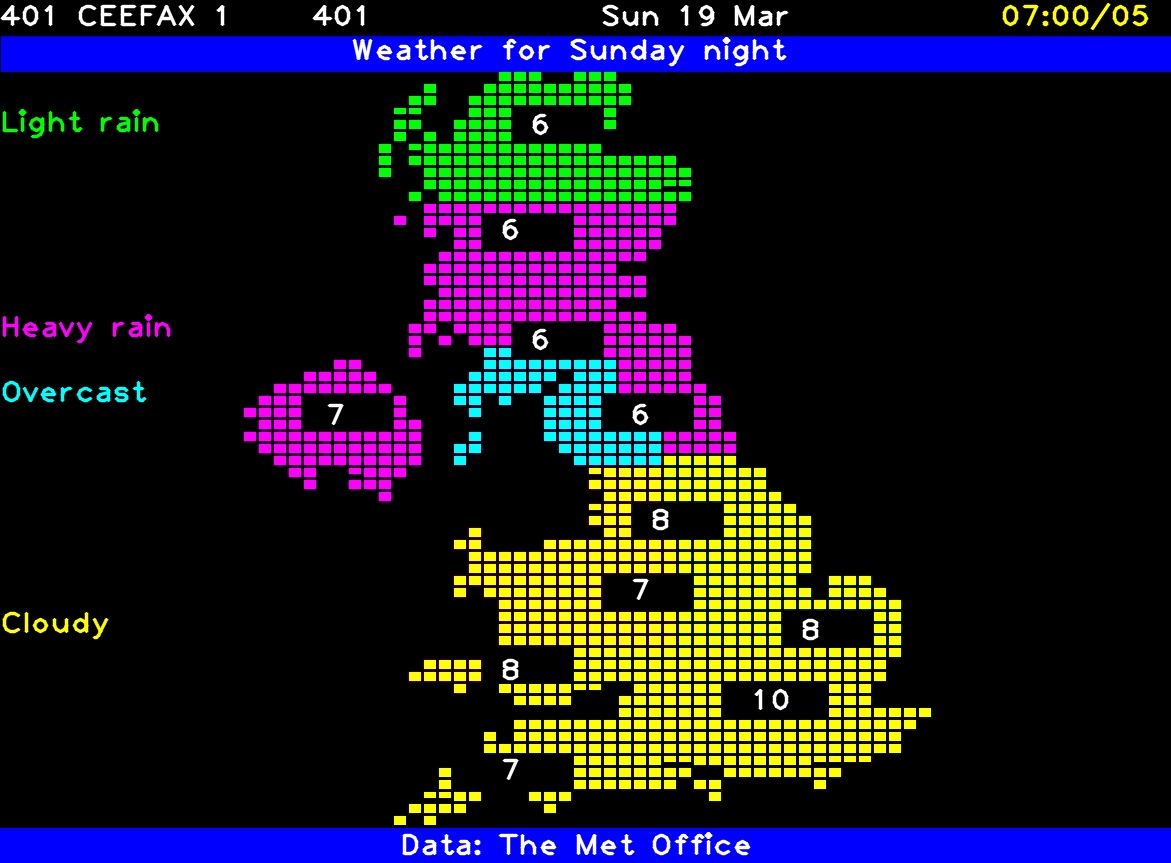 401 CEEFAX 1 401 Sun 19 Mar 07:00/05
Weather for Sunday night
Light rain
6
6
Heavy rain
6
Overcast
7
6
8
7
Cloudy
8
8
10
7
Data: The Met Office